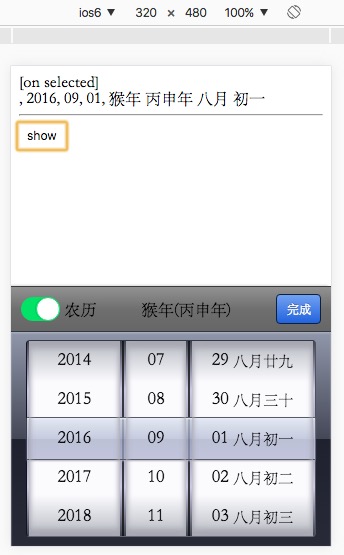 ios6 ▼ 320 × 480 100% ▼
[on selected]
, 2016, 09, 01, 猴年 丙申年 八月 初一
show
农历 猴年(丙申年) 完成
2014 07 29 八月廿九
2015 08 30 八月三十
2016 09 01 八月初一
2017 10 02 八月初二
2018 11 03 八月初三